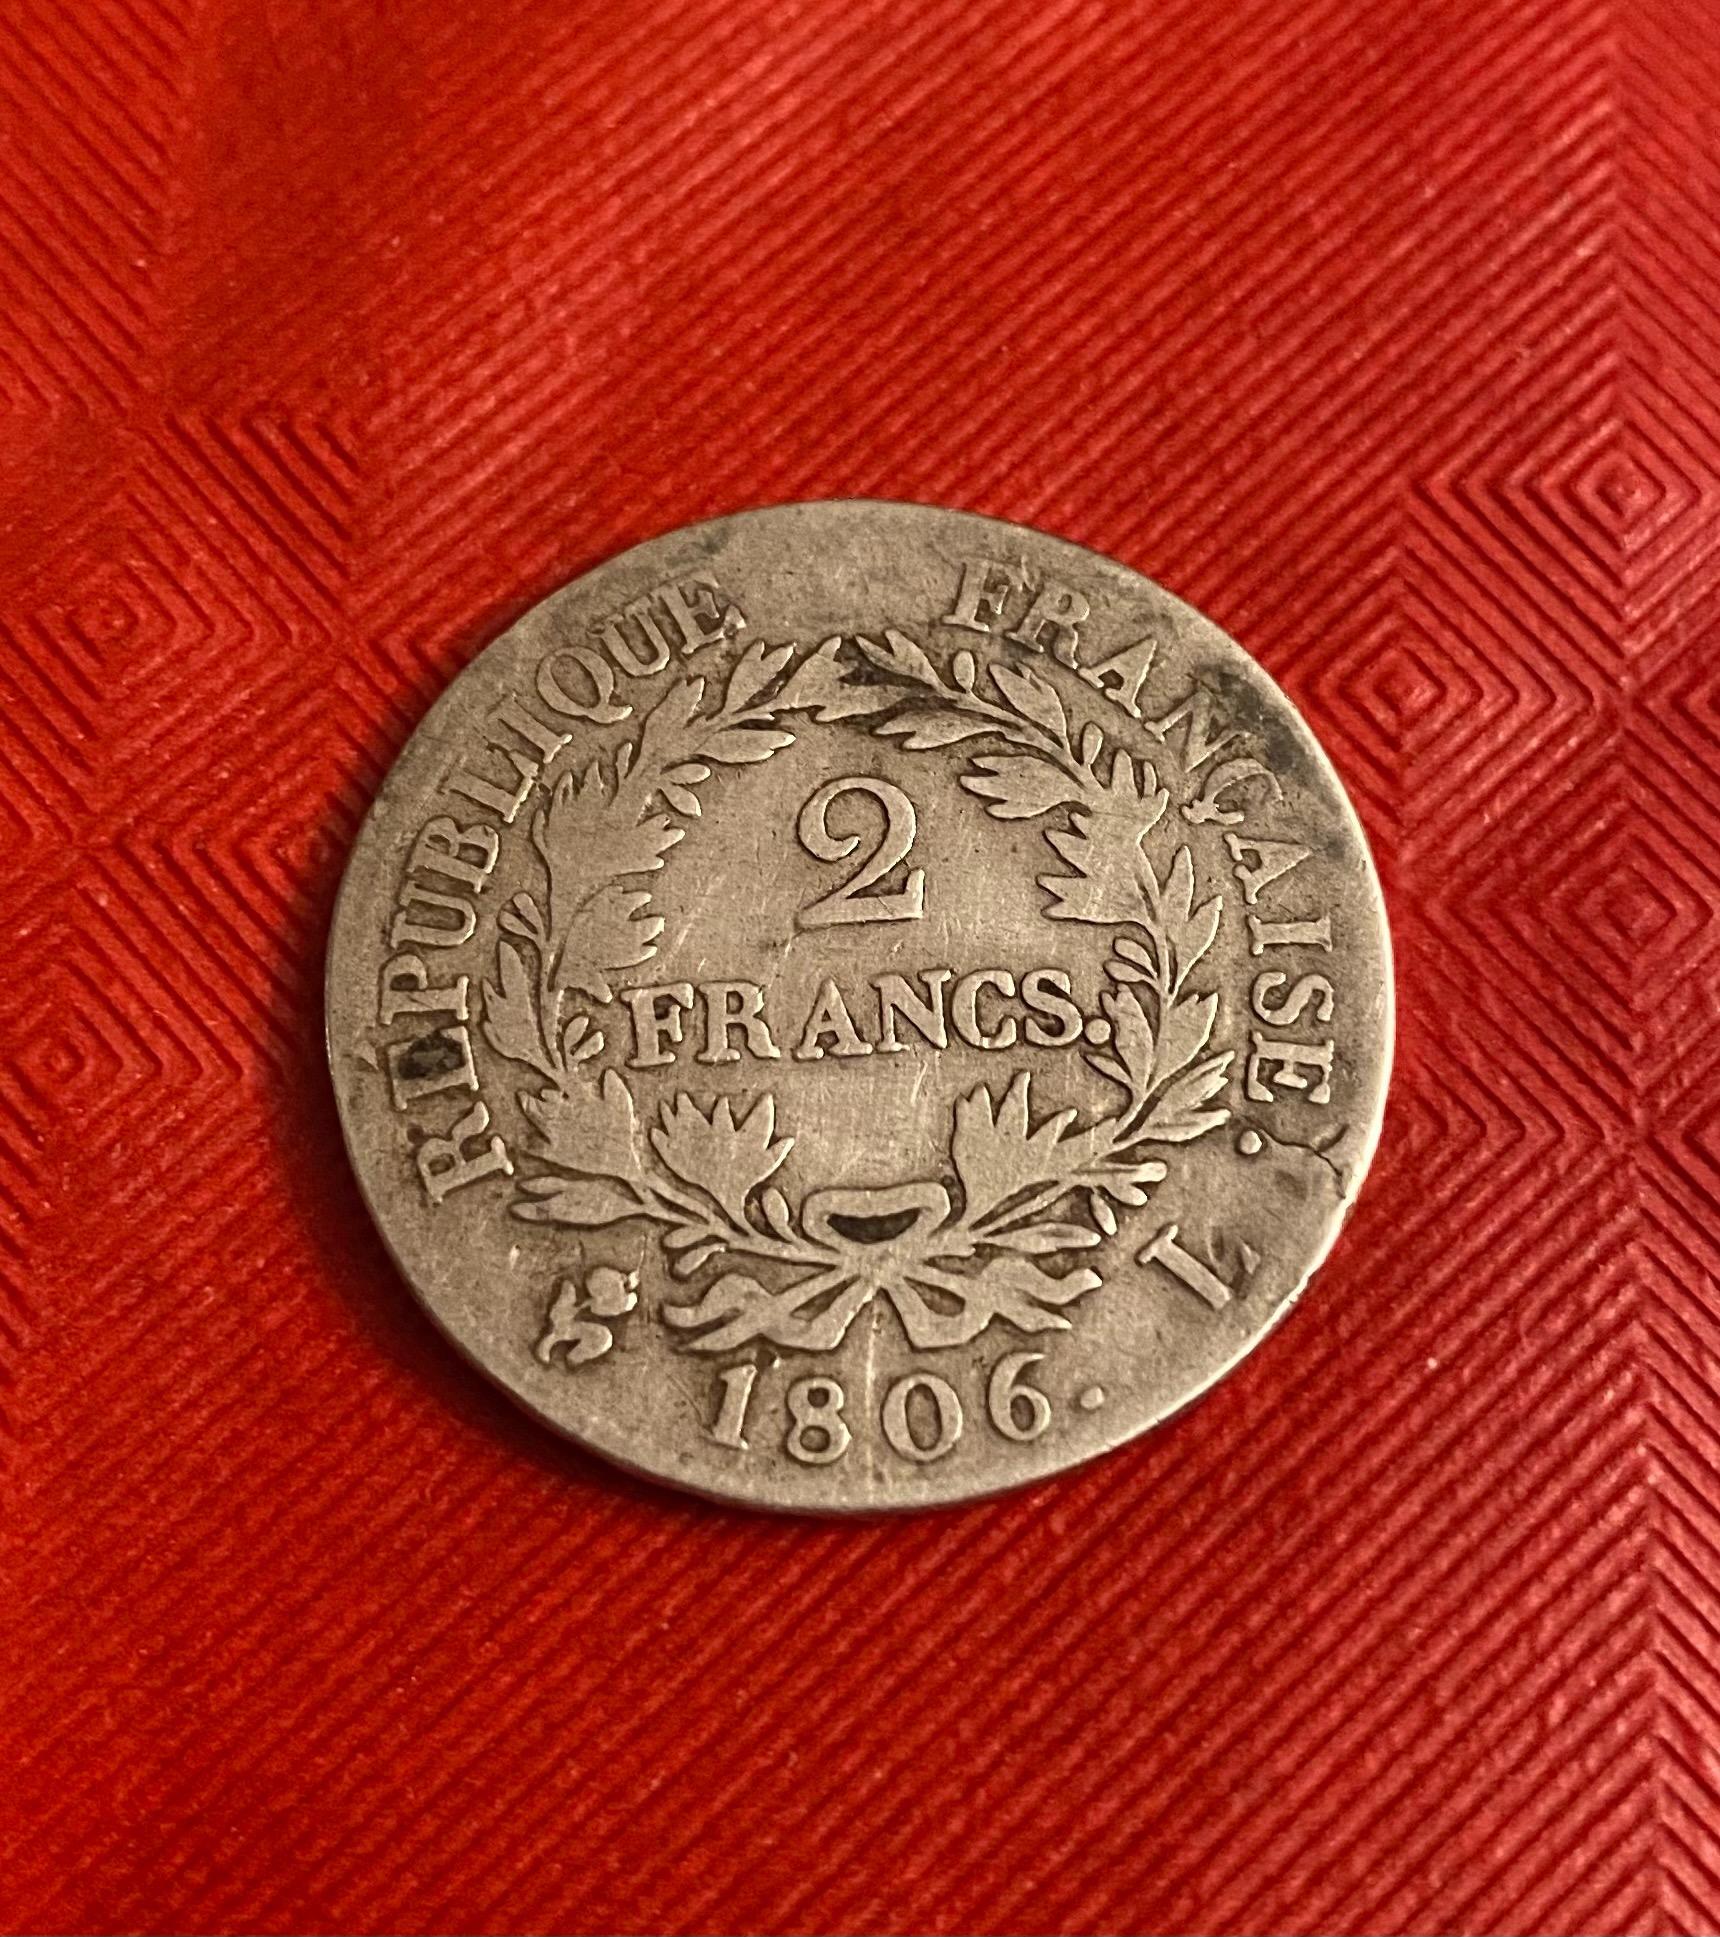 RÉPUBLIQUE FRANÇAISE.
2
FRANCS.
L
1806.